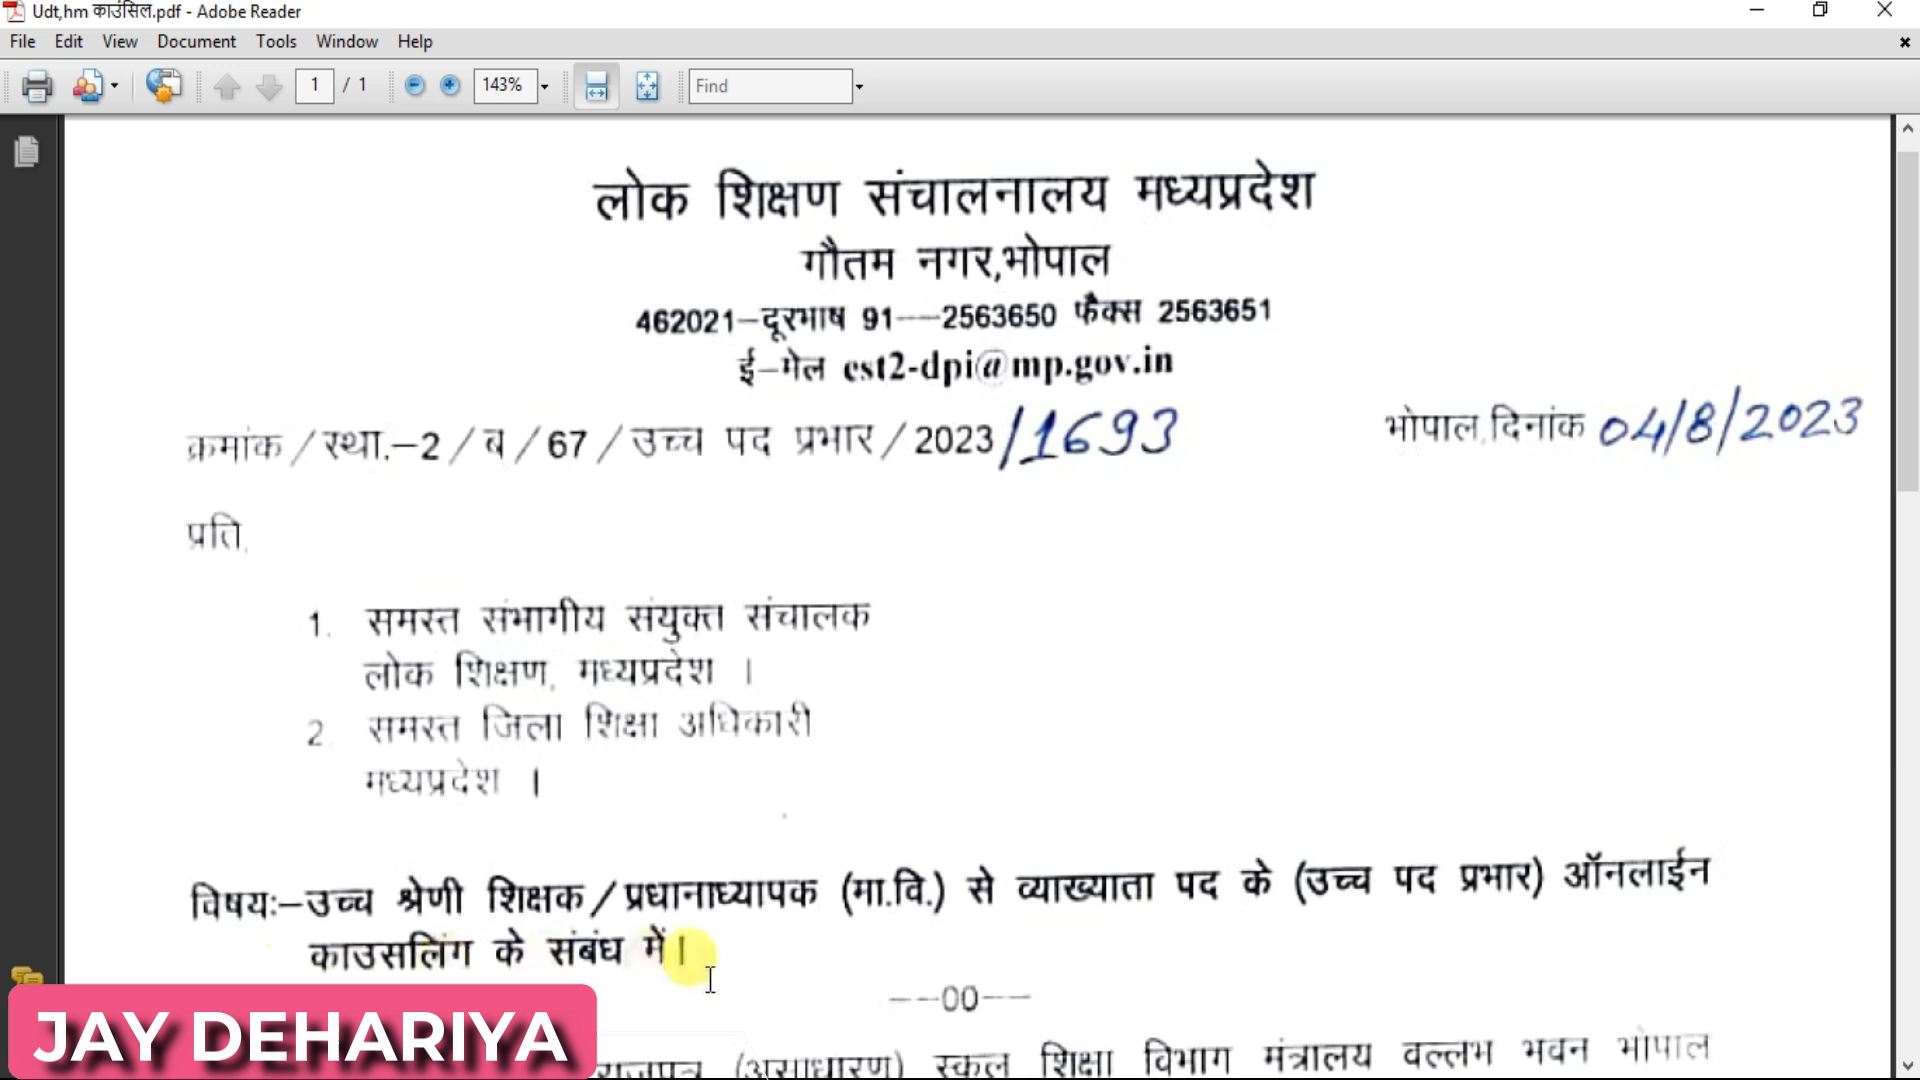 Udt,hm काउंसिल.pdf - Adobe Reader
File Edit View Document Tools Window Help
1 / 1 143% Find
लोक शिक्षण संचालनालय मध्यप्रदेश
गौतम नगर,भोपाल
462021–दूरभाष 91—-2563650 फैक्स 2563651
ई–मेल est2-dpi@mp.gov.in
क्रमांक/स्था.–2/ब/67/उच्च पद प्रभार/2023/1693 भोपाल,दिनांक 04/8/2023
प्रति,
1. समस्त संभागीय संयुक्त संचालक
लोक शिक्षण, मध्यप्रदेश ।
2. समस्त जिला शिक्षा अधिकारी
मध्यप्रदेश ।
विषयः–उच्च श्रेणी शिक्षक/प्रधानाध्यापक (मा.वि.) से व्याख्याता पद के (उच्च पद प्रभार) ऑनलाईन
काउसलिंग के संबंध में।
––00––
राजपत्र (असाधारण) स्कूल शिक्षा विभाग मंत्रालय वल्लभ भवन भोपाल
JAY DEHARIYA